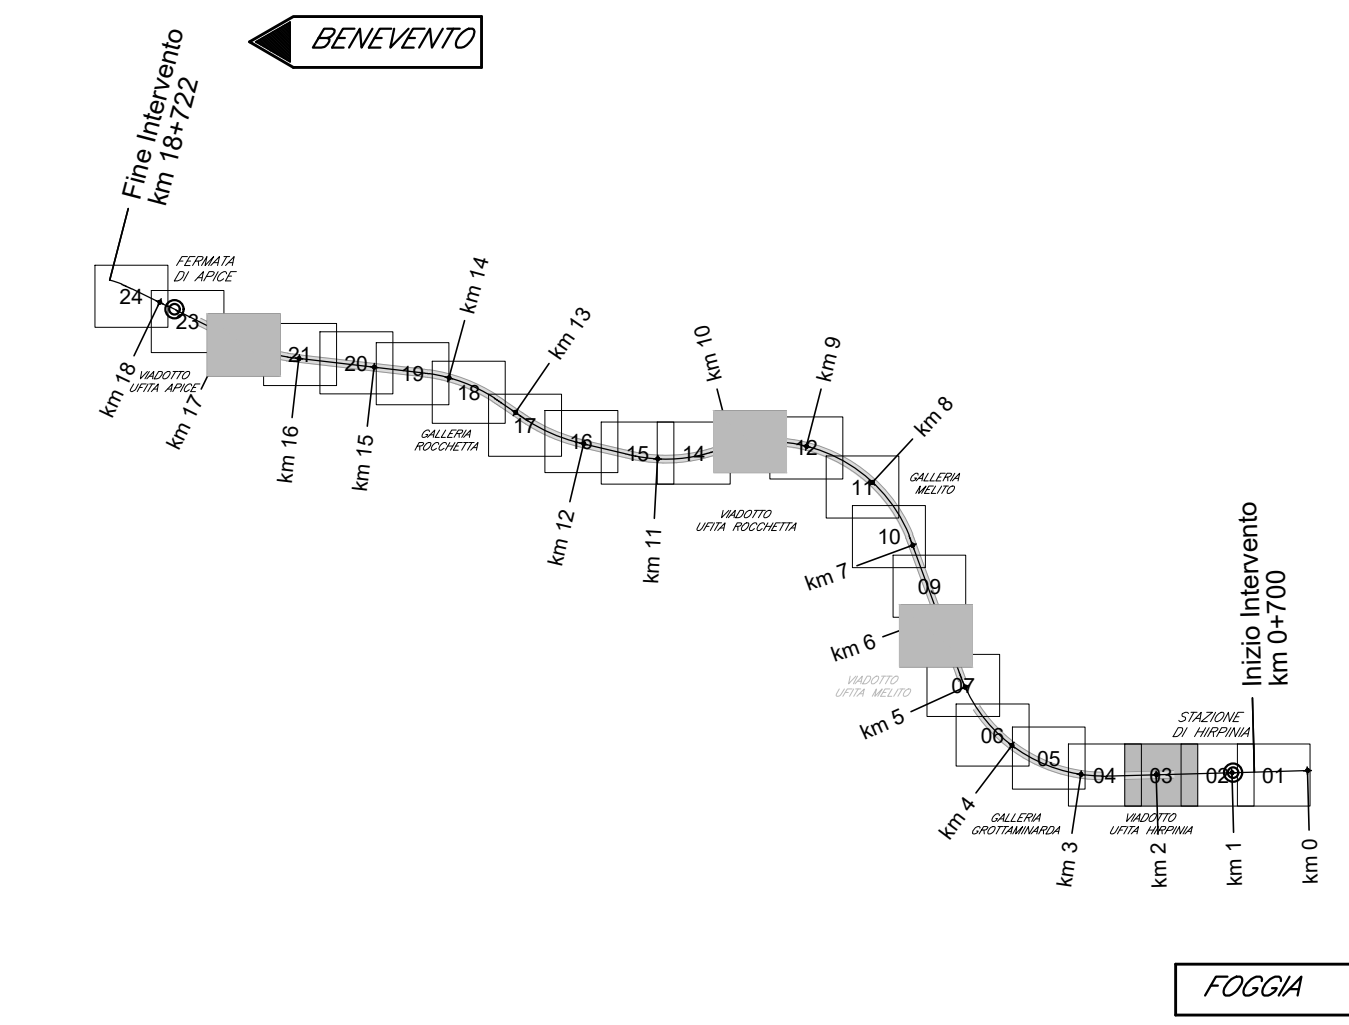 BENEVENTO
Fine Intervento
km 18+722
FERMATA
DI APICE
24
23
21
20
19
18
17
16
15
14
12
11
10
09
07
06
05
04
03
02
01
km 18
VIADOTTO
UFITA APICE
km 17
km 16
km 15
km 14
GALLERIA
ROCCHETTA
km 13
km 12
km 11
km 10
VIADOTTO
UFITA ROCCHETTA
km 9
km 8
GALLERIA
MELITO
km 7
km 6
VIADOTTO
UFITA MELITO
km 5
km 4
GALLERIA
GROTTAMINARDA
km 3
VIADOTTO
UFITA HIRPINIA
km 2
STAZIONE
DI HIRPINIA
km 1
km 0
Inizio Intervento
km 0+700
FOGGIA